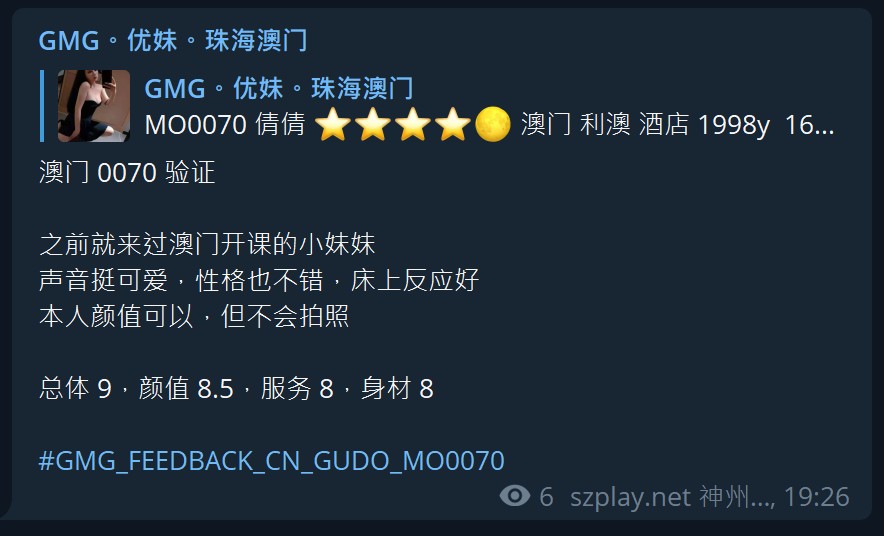 GMG。优妹。珠海澳门
GMG。优妹。珠海澳门
MO0070 倩倩 ⭐⭐⭐⭐🌕 澳门 利澳 酒店 1998y 16...
澳门 0070 验证
之前就来过澳门开课的小妹妹
声音挺可爱，性格也不错，床上反应好
本人颜值可以，但不会拍照
总体 9，颜值 8.5，服务 8，身材 8
#GMG_FEEDBACK_CN_GUDO_MO0070
6 szplay.net 神州..., 19:26